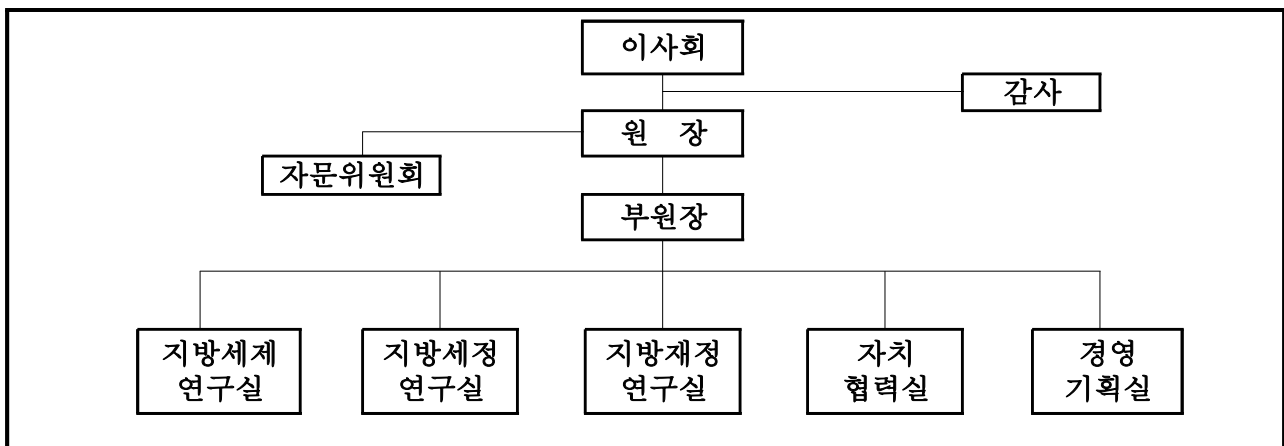 이사회
감사
원 장
자문위원회
부원장
지방세제
연구실
지방세정
연구실
지방재정
연구실
자치
협력실
경영
기획실